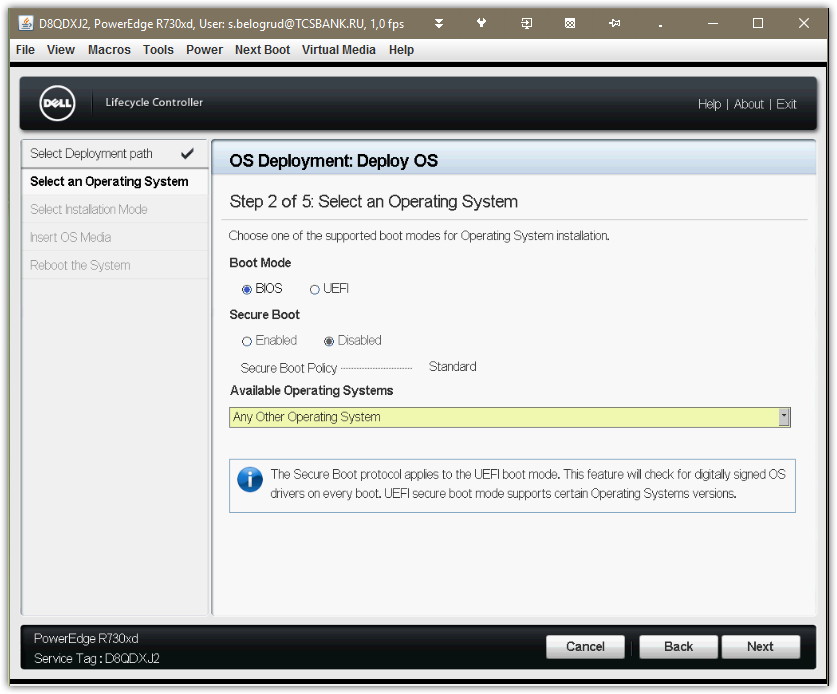 D8QDXJ2, PowerEdge R730xd, User: s.belogrud@TCSBANK.RU, 1,0 fps
File View Macros Tools Power Next Boot Virtual Media Help
DELL Lifecycle Controller
Help | About | Exit
Select Deployment path
Select an Operating System
Select Installation Mode
Insert OS Media
Reboot the System
OS Deployment: Deploy OS
Step 2 of 5: Select an Operating System
Choose one of the supported boot modes for Operating System installation.
Boot Mode
BIOS UEFI
Secure Boot
Enabled Disabled
Secure Boot Policy Standard
Available Operating Systems
Any Other Operating System
The Secure Boot protocol applies to the UEFI boot mode. This feature will check for digitally signed OS
drivers on every boot. UEFI secure boot mode supports certain Operating Systems versions.
PowerEdge R730xd
Service Tag : D8QDXJ2
Cancel Back Next